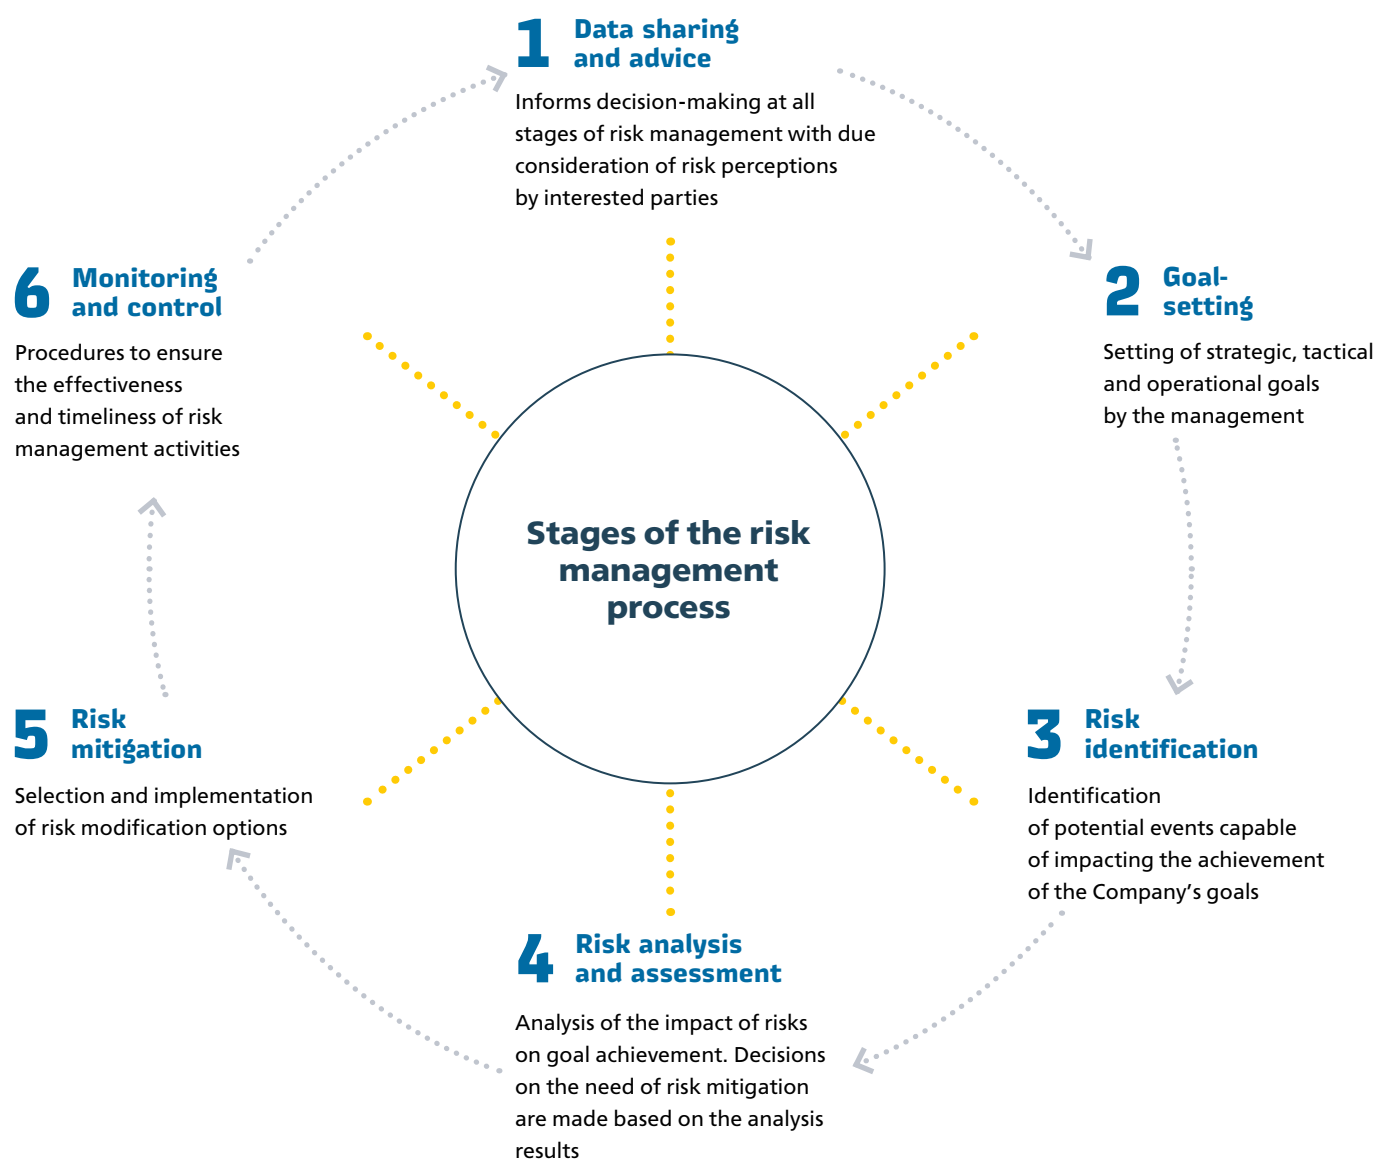 1 Data sharing
and advice
Informs decision-making at all
stages of risk management with due
consideration of risk perceptions
by interested parties
2 Goal-
setting
Setting of strategic, tactical
and operational goals
by the management
3 Risk
identification
Identification
of potential events capable
of impacting the achievement
of the Company’s goals
4 Risk analysis
and assessment
Analysis of the impact of risks
on goal achievement. Decisions
on the need of risk mitigation
are made based on the analysis
results
5 Risk
mitigation
Selection and implementation
of risk modification options
6 Monitoring
and control
Procedures to ensure
the effectiveness
and timeliness of risk
management activities
Stages of the risk
management
process